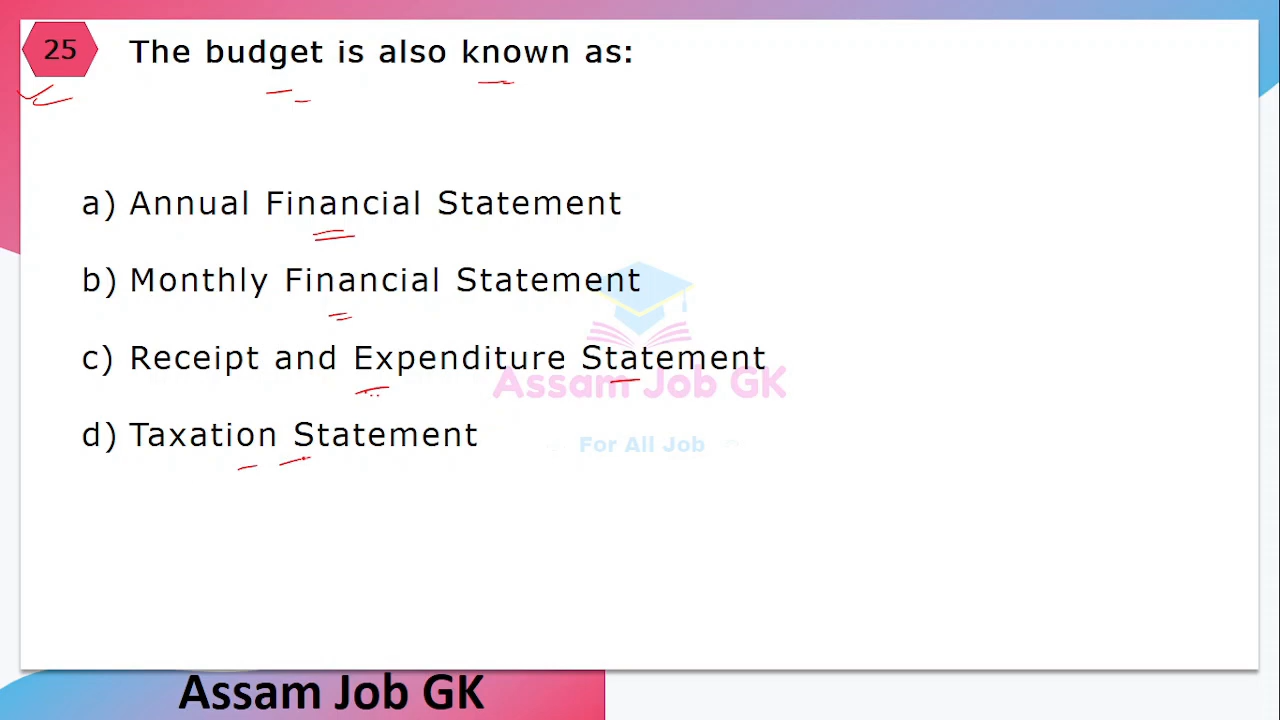 25
The budget is also known as:
a) Annual Financial Statement
b) Monthly Financial Statement
c) Receipt and Expenditure Statement
Assam Job GK
d) Taxation Statement
For All Job
Assam Job GK